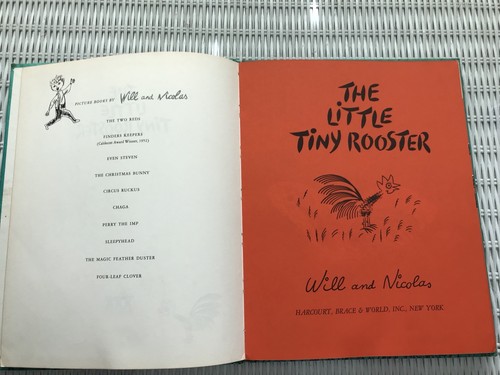 PICTURE BOOKS BY Will and Nicolas
THE TWO REDS
FINDERS KEEPERS
(Caldecott Award Winner, 1952)
EVEN STEVEN
THE CHRISTMAS BUNNY
CIRCUS RUCKUS
CHAGA
PERRY THE IMP
SLEEPYHEAD
THE MAGIC FEATHER DUSTER
FOUR-LEAF CLOVER
THE
LITTLE
TINY ROOSTER
Will and Nicolas
HARCOURT, BRACE & WORLD, INC., NEW YORK